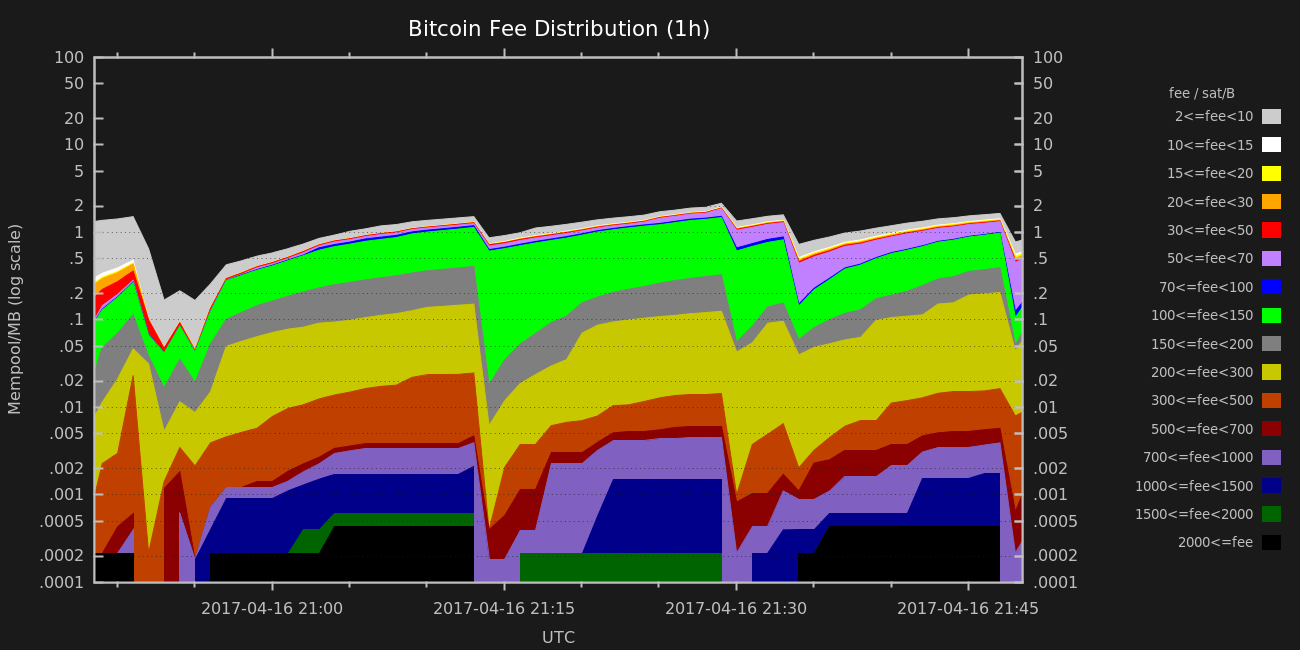 Bitcoin Fee Distribution (1h)
100 100
50 50
20 20
10 10
5 5
2 2
1 1
.5 .5
.2 .2
.1 .1
.05 .05
.02 .02
.01 .01
.005 .005
.002 .002
.001 .001
.0005 .0005
.0002 .0002
.0001 .0001
Mempool/MB (log scale)
2017-04-16 21:00 2017-04-16 21:15 2017-04-16 21:30 2017-04-16 21:45
UTC
fee / sat/B
2<=fee<10
10<=fee<15
15<=fee<20
20<=fee<30
30<=fee<50
50<=fee<70
70<=fee<100
100<=fee<150
150<=fee<200
200<=fee<300
300<=fee<500
500<=fee<700
700<=fee<1000
1000<=fee<1500
1500<=fee<2000
2000<=fee